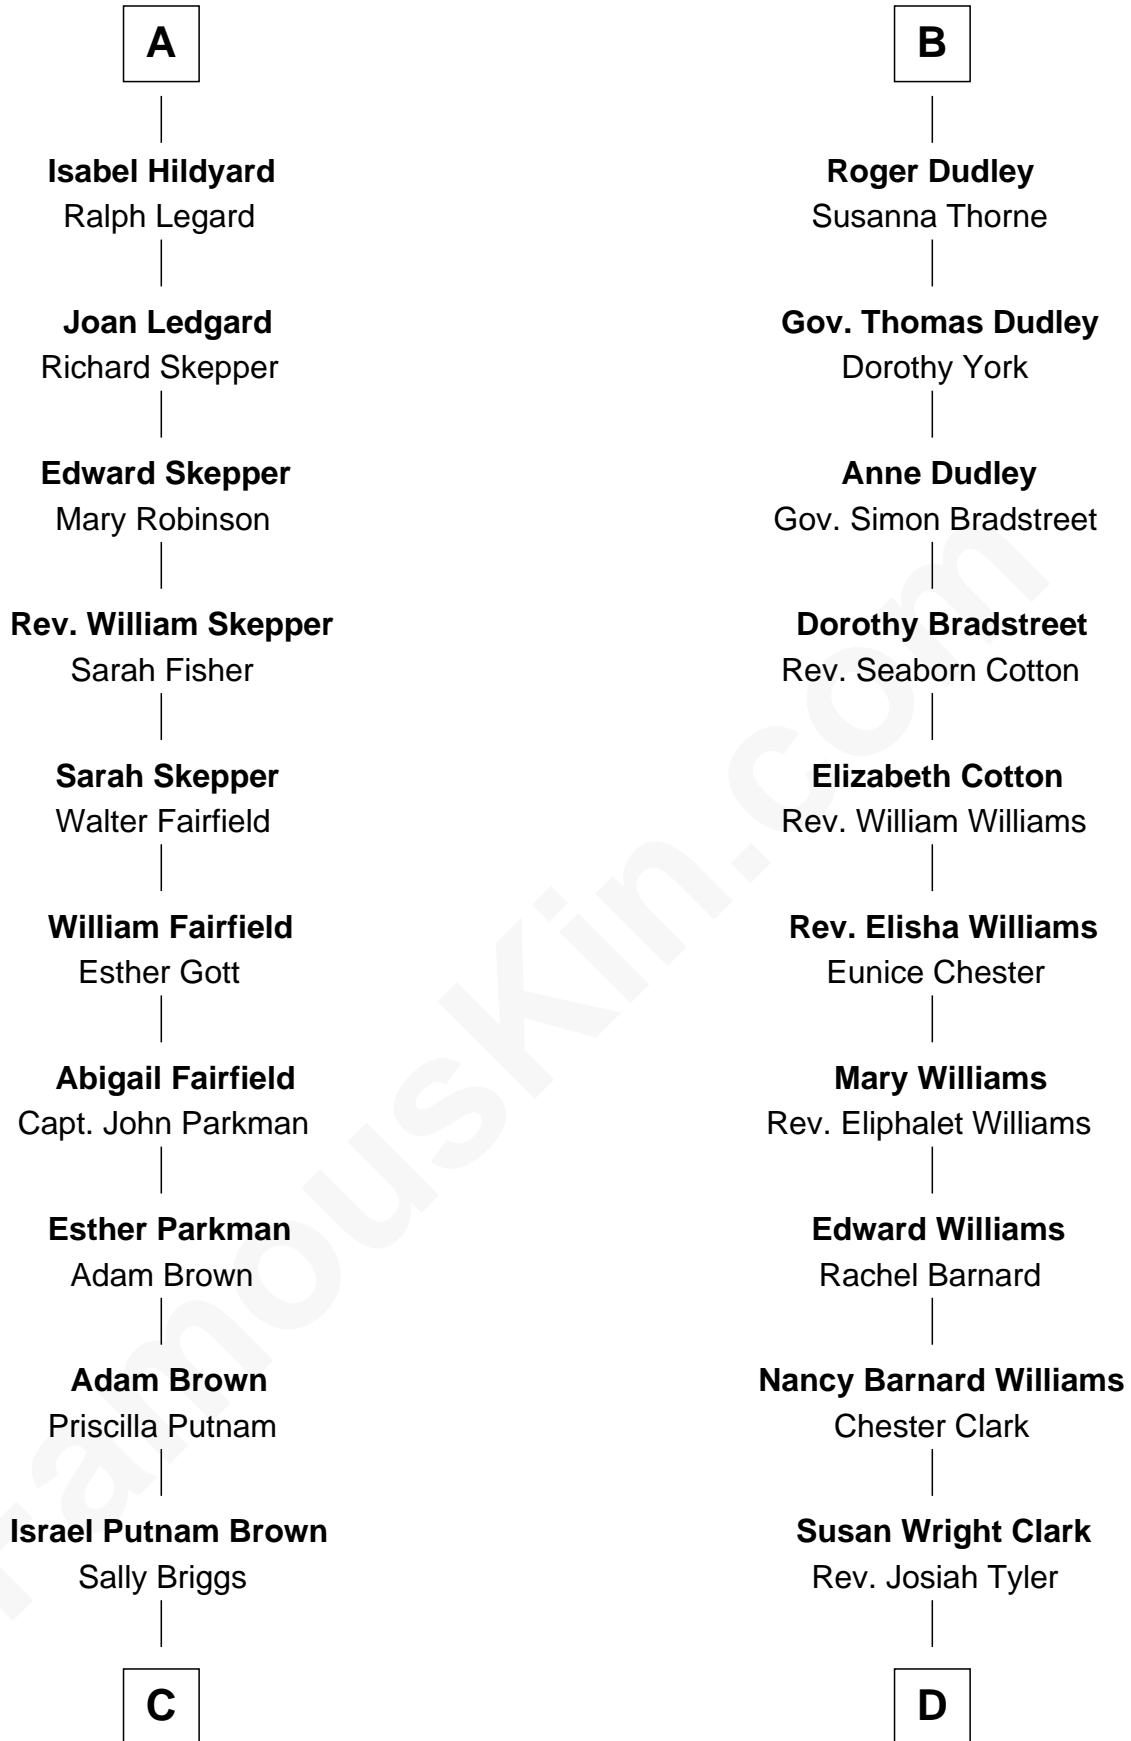 A
Isabel Hildyard
Ralph Legard
Joan Ledgard
Richard Skepper
Edward Skepper
Mary Robinson
Rev. William Skepper
Sarah Fisher
Sarah Skepper
Walter Fairfield
William Fairfield
Esther Gott
Abigail Fairfield
Capt. John Parkman
Esther Parkman
Adam Brown
Adam Brown
Priscilla Putnam
Israel Putnam Brown
Sally Briggs
C
B
Roger Dudley
Susanna Thorne
Gov. Thomas Dudley
Dorothy York
Anne Dudley
Gov. Simon Bradstreet
Dorothy Bradstreet
Rev. Seaborn Cotton
Elizabeth Cotton
Rev. William Williams
Rev. Elisha Williams
Eunice Chester
Mary Williams
Rev. Eliphalet Williams
Edward Williams
Rachel Barnard
Nancy Barnard Williams
Chester Clark
Susan Wright Clark
Rev. Josiah Tyler
D
FamousKin.com